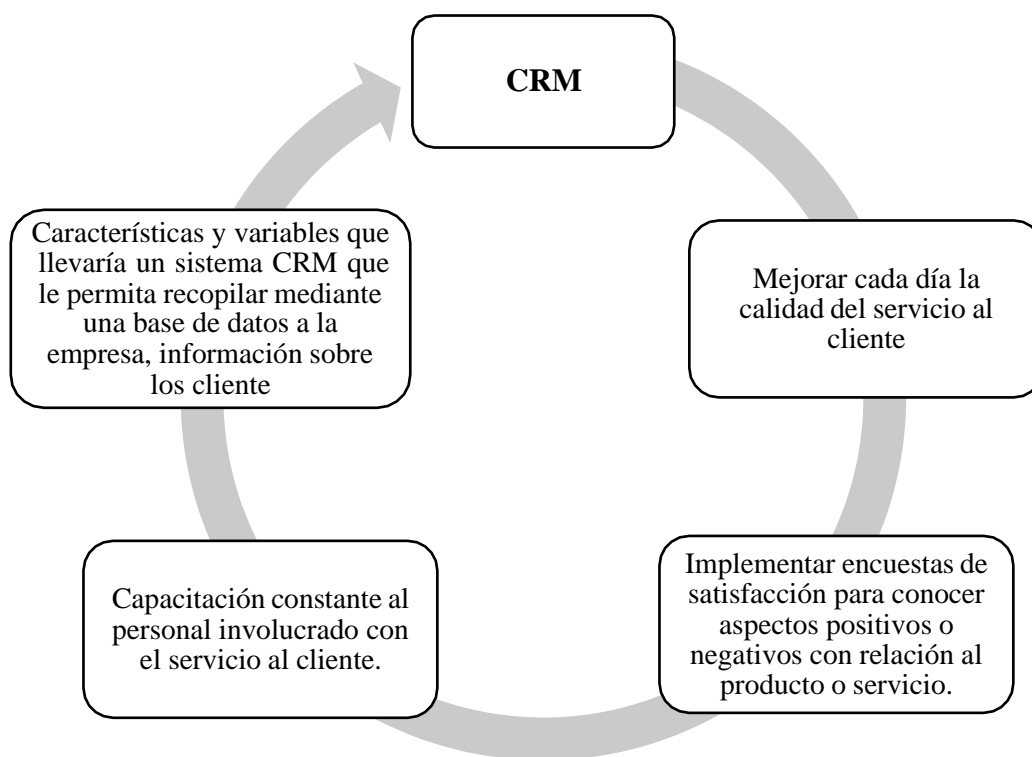 CRM
Mejorar cada día la
calidad del servicio al
cliente
Implementar encuestas de
satisfacción para conocer
aspectos positivos o
negativos con relación al
producto o servicio.
Capacitación constante al
personal involucrado con
el servicio al cliente.
Características y variables que
llevaría un sistema CRM que
le permita recopilar mediante
una base de datos a la
empresa, información sobre
los cliente